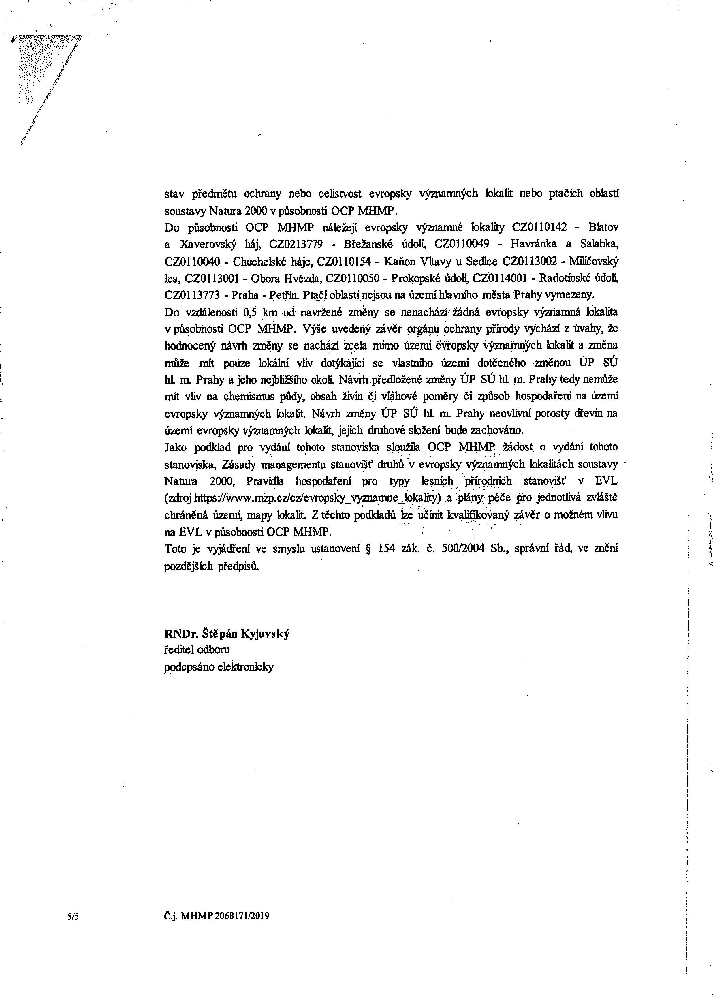 stav předmětu ochrany nebo celistvost evropsky významných lokalit nebo ptačích oblastí
soustavy Natura 2000 v působnosti OCP MHMP.
Do působnosti OCP MHMP náležejí evropsky významné lokality CZ0110142 – Blatov
a Xaverovský háj, CZ0213779 - Břežanské údolí, CZ0110049 - Havránka a Salabka,
CZ0110040 - Chuchelské háje, CZ0110154 - Kaňon Vltavy u Sedlce CZ0113002 - Milíčovský
les, CZ0113001 - Obora Hvězda, CZ0110050 - Prokopské údolí, CZ0114001 - Radotínské údolí,
CZ0113773 - Praha - Petřín. Ptačí oblasti nejsou na území hlavního města Prahy vymezeny.
Do vzdálenosti 0,5 km od navržené změny se nenachází žádná evropsky významná lokalita
v působnosti OCP MHMP. Výše uvedený závěr orgánu ochrany přírody vychází z úvahy, že
hodnocený návrh změny se nachází zcela mimo území evropsky významných lokalit a změna
může mít pouze lokální vliv dotýkající se vlastního území dotčeného změnou ÚP SÚ
hl. m. Prahy a jeho nejbližšího okolí. Návrh předložené změny ÚP SÚ hl. m. Prahy tedy nemůže
mít vliv na chemismus půdy, obsah živin či vláhové poměry či způsob hospodaření na území
evropsky významných lokalit. Návrh změny ÚP SÚ hl. m. Prahy neovlivní porosty dřevin na
území evropsky významných lokalit, jejich druhové složení bude zachováno.
Jako podklad pro vydání tohoto stanoviska sloužila OCP MHMP žádost o vydání tohoto
stanoviska, Zásady managementu stanovišť druhů v evropsky významných lokalitách soustavy
Natura 2000, Pravidla hospodaření pro typy lesních přírodních stanovišť v EVL
(zdroj https://www.mzp.cz/cz/evropsky_vyznamne_lokality) a plány péče pro jednotlivá zvláště
chráněná území, mapy lokalit. Z těchto podkladů lze učinit kvalifikovaný závěr o možném vlivu
na EVL v působnosti OCP MHMP.
Toto je vyjádření ve smyslu ustanovení § 154 zák. č. 500/2004 Sb., správní řád, ve znění
pozdějších předpisů.
RNDr. Štěpán Kyjovský
ředitel odboru
podepsáno elektronicky
5/5 Č.j. MHMP 2068171/2019